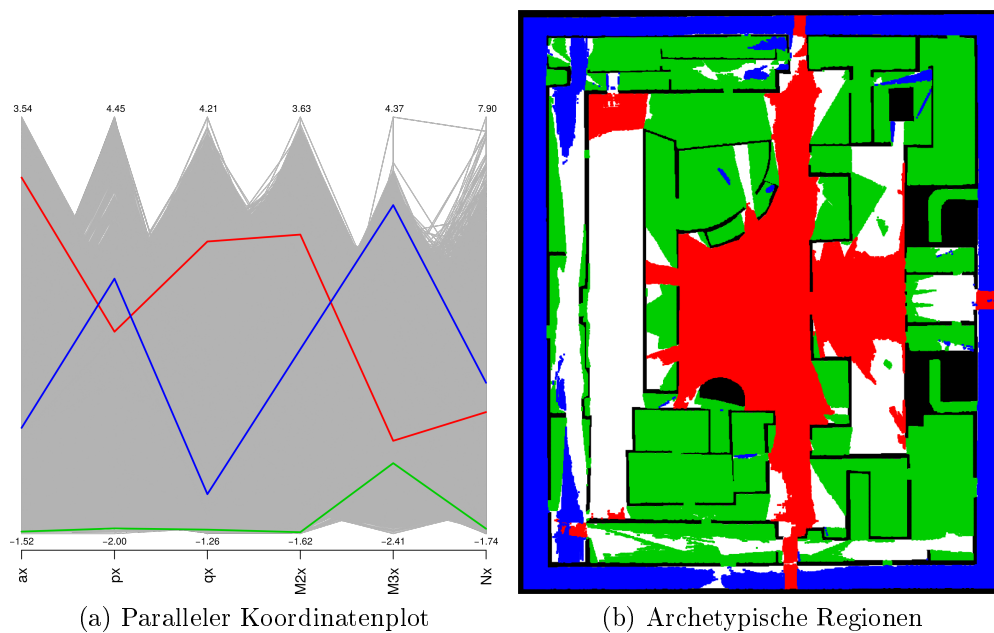 3.54 4.45 4.21 3.63 4.37 7.90
−1.52 −2.00 −1.26 −1.62 −2.41 −1.74
ax px qx M2x M3x Nx
(a) Paralleler Koordinatenplot
(b) Archetypische Regionen